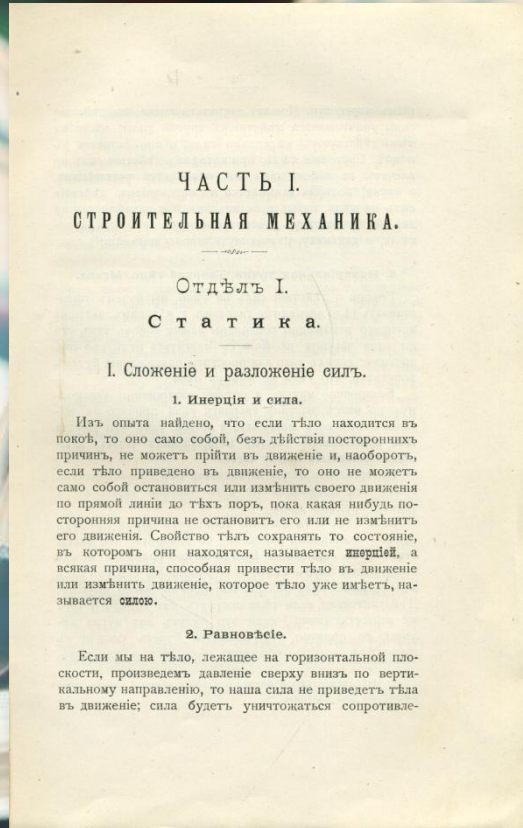 ЧАСТЬ I.
СТРОИТЕЛЬНАЯ МЕХАНИКА.
Отдѣлъ I.
Статика.
I. Сложеніе и разложеніе силъ.
1. Инерція и сила.
Изъ опыта найдено, что если тѣло находится въ
покоѣ, то оно само собой, безъ дѣйствія постороннихъ
причинъ, не можетъ прійти въ движеніе и, наоборотъ,
если тѣло приведено въ движеніе, то оно не можетъ
само собой остановиться или измѣнить своего движенія
по прямой линіи до тѣхъ поръ, пока какая нибудь по-
сторонняя причина не остановитъ его или не измѣнитъ
его движенія. Свойство тѣлъ сохранять то состояніе,
въ которомъ они находятся, называется инерціей, а
всякая причина, способная привести тѣло въ движеніе
или измѣнить движеніе, которое тѣло уже имѣетъ, на-
зывается силою.
2. Равновѣсіе.
Если мы на тѣло, лежащее на горизонтальной пло-
скости, произведемъ давленіе сверху внизъ по верти-
кальному направленію, то наша сила не приведетъ тѣла
въ движеніе; сила будетъ уничтожаться сопротивле-